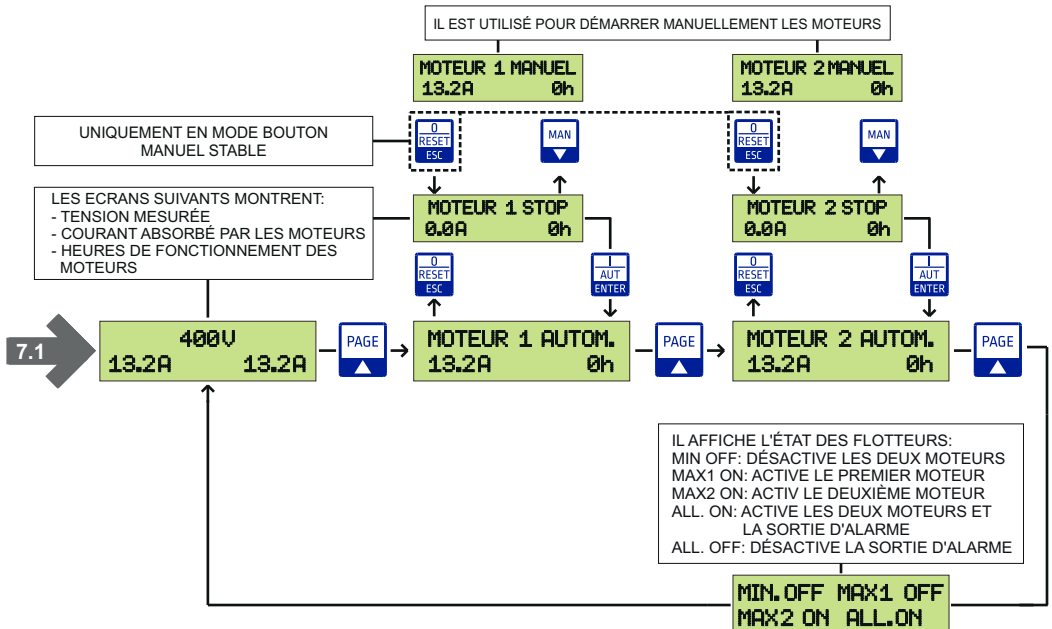 IL EST UTILISÉ POUR DÉMARRER MANUELLEMENT LES MOTEURS
MOTEUR 1 MANUEL
13.2A 0h
MOTEUR 2 MANUEL
13.2A 0h
UNIQUEMENT EN MODE BOUTON
MANUEL STABLE
0
RESET
ESC
MAN
0
RESET
ESC
MAN
LES ECRANS SUIVANTS MONTRENT:
- TENSION MESURÉE
- COURANT ABSORBÉ PAR LES MOTEURS
- HEURES DE FONCTIONNEMENT DES
MOTEURS
MOTEUR 1 STOP
0.0A 0h
MOTEUR 2 STOP
0.0A 0h
0
RESET
ESC
I
AUT
ENTER
0
RESET
ESC
I
AUT
ENTER
7.1
400V
13.2A 13.2A
PAGE
MOTEUR 1 AUTOM.
13.2A 0h
PAGE
MOTEUR 2 AUTOM.
13.2A 0h
PAGE
IL AFFICHE L'ÉTAT DES FLOTTEURS:
MIN OFF: DÉSACTIVE LES DEUX MOTEURS
MAX1 ON: ACTIVE LE PREMIER MOTEUR
MAX2 ON: ACTIV LE DEUXIÈME MOTEUR
ALL. ON: ACTIVE LES DEUX MOTEURS ET
LA SORTIE D'ALARME
ALL. OFF: DÉSACTIVE LA SORTIE D'ALARME
MIN.OFF MAX1 OFF
MAX2 ON ALL.ON